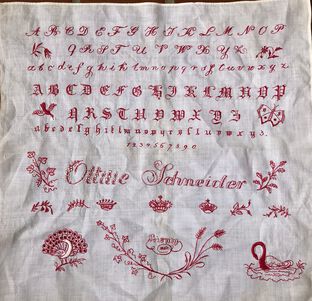 A B C D E F G H I K L M N O P
Q R S T U V W X Y Z
a b c d e f g h i k l m n o p q r s t u v w x y z
A B C D E F G H I K L M N O P
Q R S T U V W X Y Z
a b c d e f g h i k l m n o p q r s t u v w x y z
1 2 3 4 5 6 7 8 9 0
Ottilie Schneider